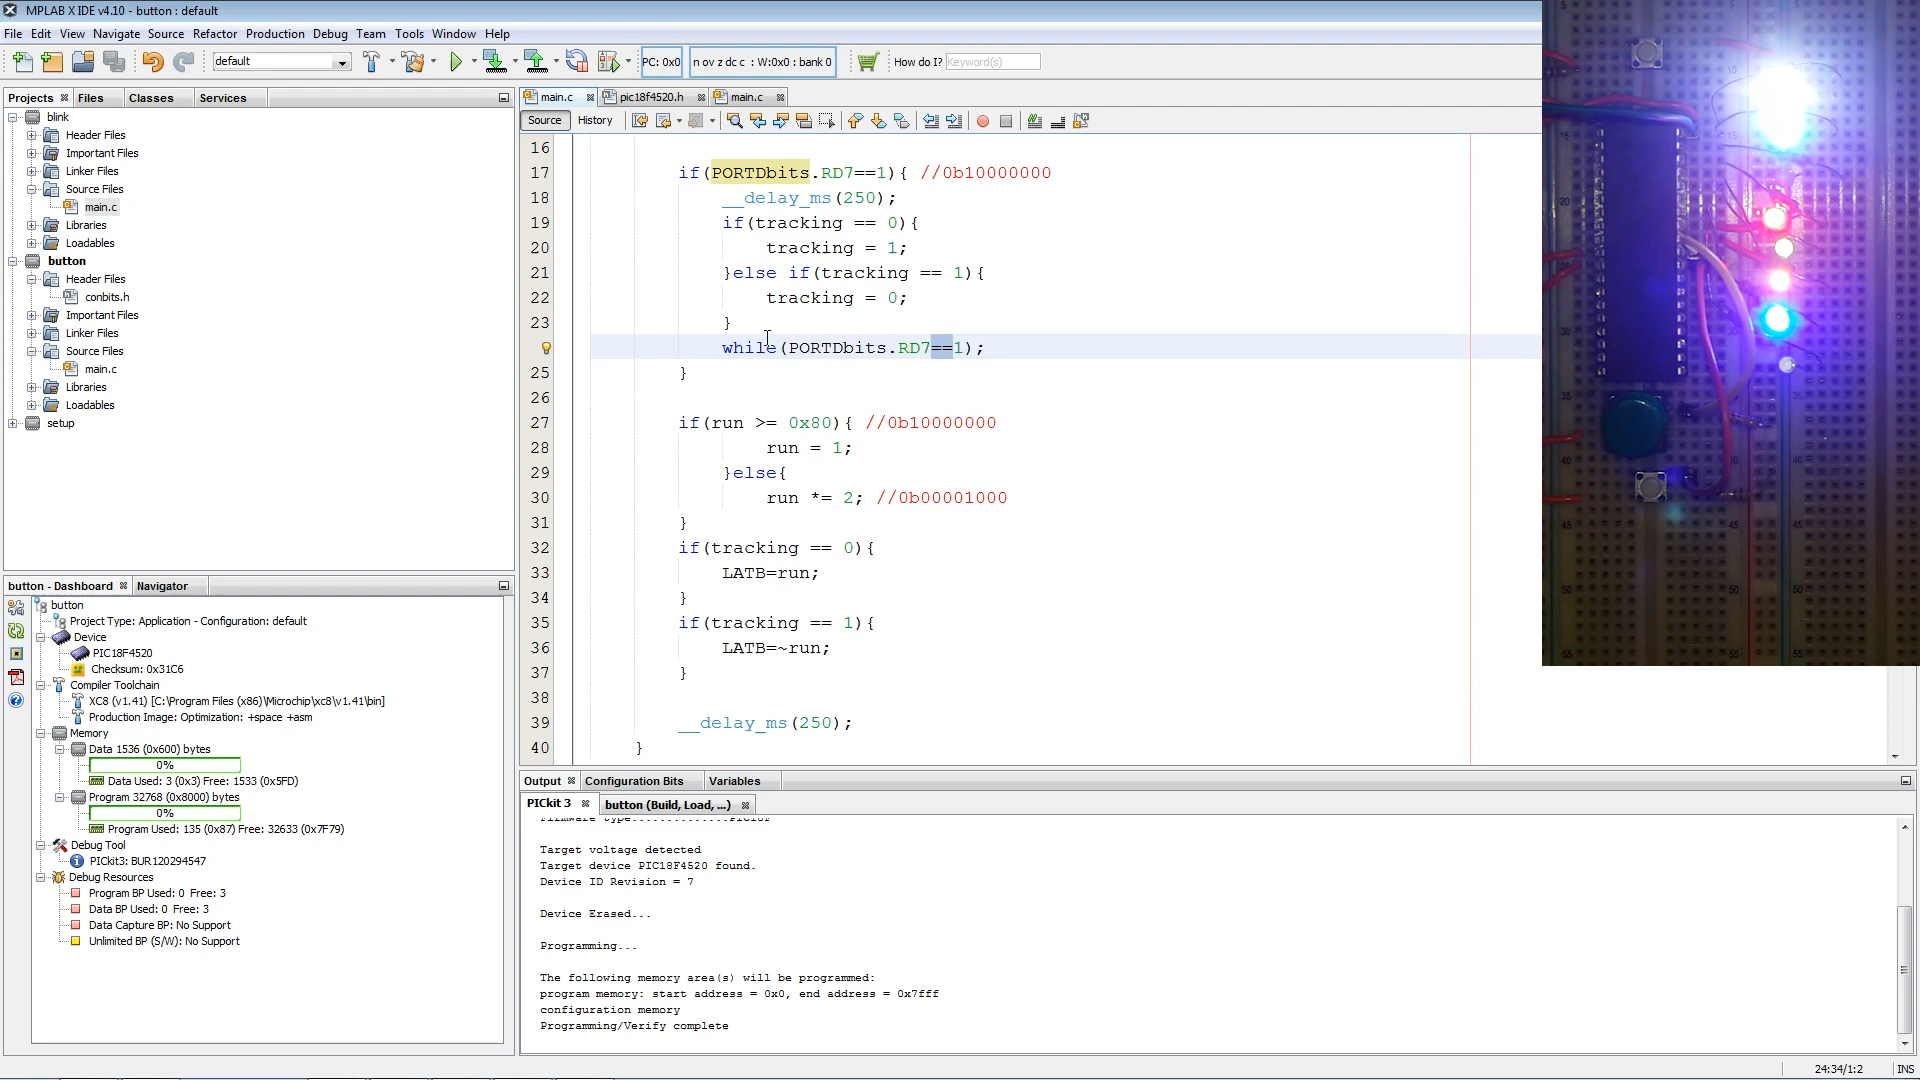 MPLAB X IDE v4.10 - button : default
File Edit View Navigate Source Refactor Production Debug Team Tools Window Help
default
PC: 0x0
n ov z dc c : W:0x0 : bank 0
How do I?
Keyword(s)
Projects Files Classes Services
blink
Header Files
Important Files
Linker Files
Source Files
main.c
Libraries
Loadables
button
Header Files
conbits.h
Important Files
Linker Files
Source Files
main.c
Libraries
Loadables
setup
button - Dashboard Navigator
button
Project Type: Application - Configuration: default
Device
PIC18F4520
Checksum: 0x31C6
Compiler Toolchain
XC8 (v1.41) [C:\Program Files (x86)\Microchip\xc8\v1.41\bin]
Production Image: Optimization: +space +asm
Memory
Data 1536 (0x600) bytes
0%
Data Used: 3 (0x3) Free: 1533 (0x5FD)
Program 32768 (0x8000) bytes
0%
Program Used: 135 (0x87) Free: 32633 (0x7F79)
Debug Tool
PICkit3: BUR120294547
Debug Resources
Program BP Used: 0 Free: 3
Data BP Used: 0 Free: 3
Data Capture BP: No Support
Unlimited BP (S/W): No Support
main.c pic18f4520.h main.c
Source History
16
17 if(PORTDbits.RD7==1){ //0b10000000
18 __delay_ms(250);
19 if(tracking == 0){
20 tracking = 1;
21 }else if(tracking == 1){
22 tracking = 0;
23 }
while(PORTDbits.RD7==1);
25 }
26
27 if(run >= 0x80){ //0b10000000
28 run = 1;
29 }else{
30 run *= 2; //0b00001000
31 }
32 if(tracking == 0){
33 LATB=run;
34 }
35 if(tracking == 1){
36 LATB=~run;
37 }
38
39 __delay_ms(250);
40 }
Output Configuration Bits Variables
PICkit 3 button (Build, Load, ...)
Target voltage detected
Target device PIC18F4520 found.
Device ID Revision = 7
Device Erased...
Programming...
The following memory area(s) will be programmed:
program memory: start address = 0x0, end address = 0x7fff
configuration memory
Programming/Verify complete
24:34/1:2 INS